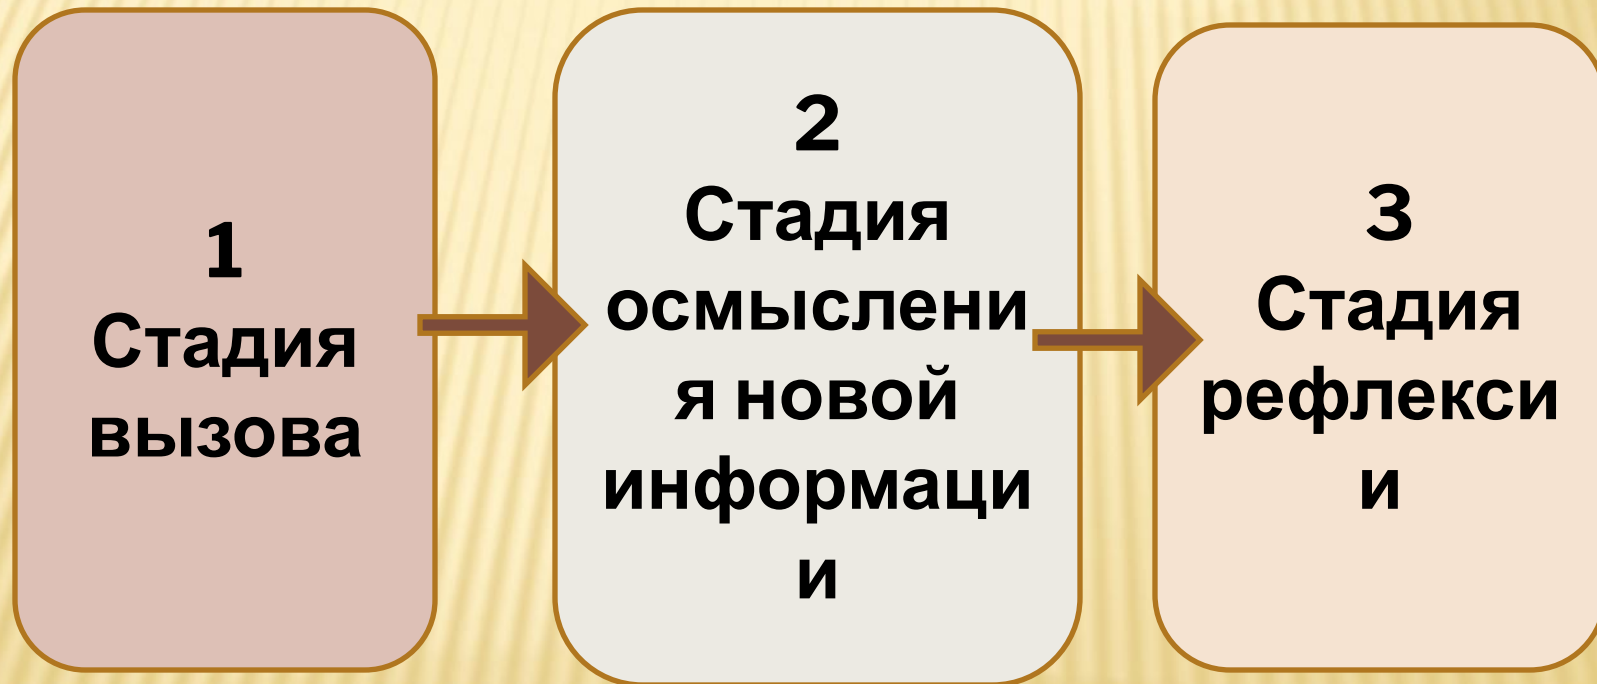 1
Стадия
вызова
2
Стадия
осмыслени
я новой
информаци
и
3
Стадия
рефлекси
и